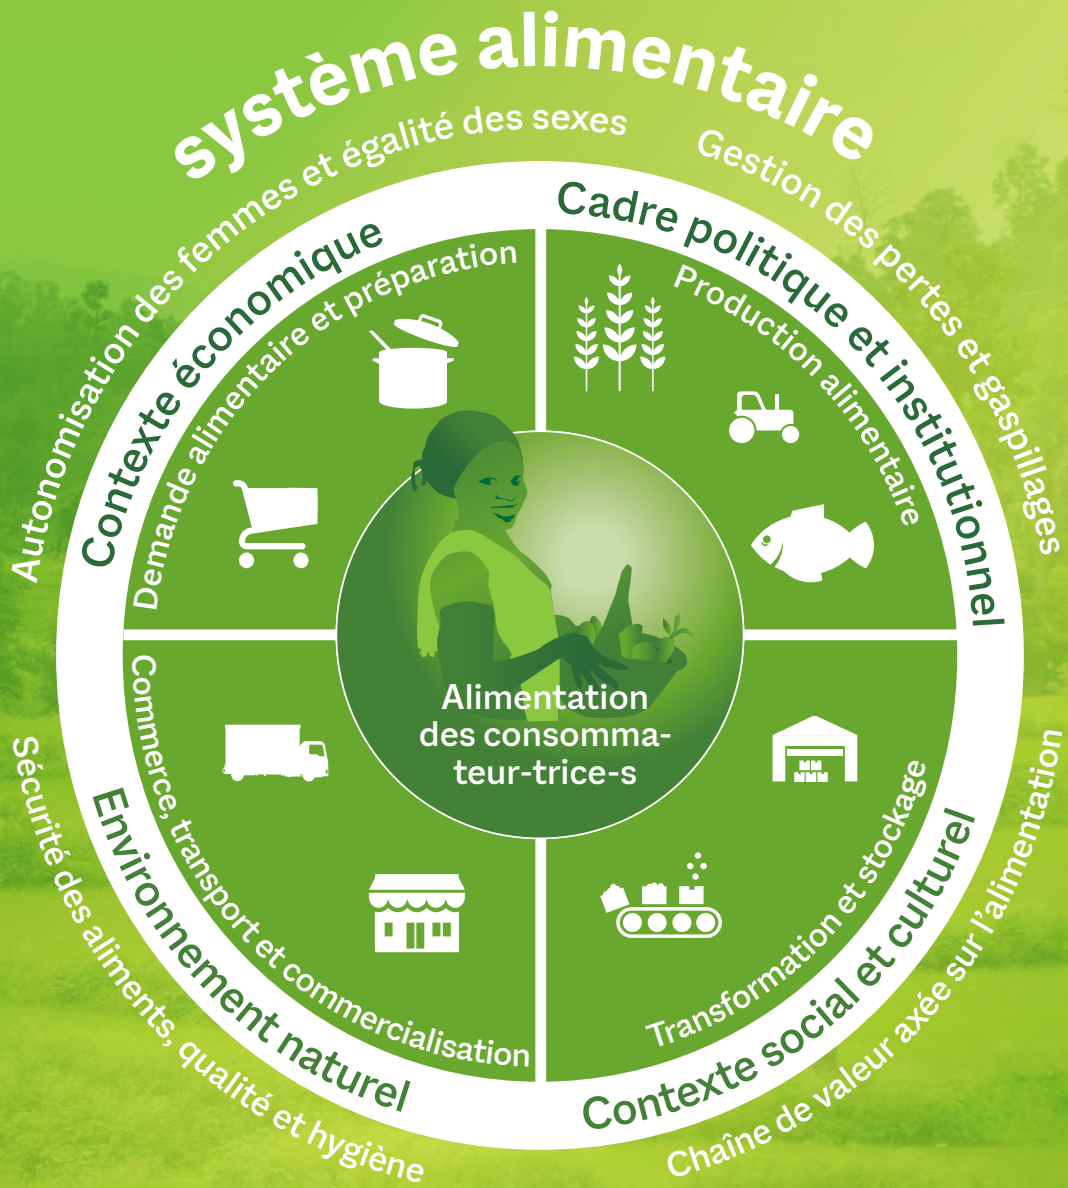 système alimentaire
Autonomisation des femmes et égalité des sexes
Gestion des pertes et gaspillages
Contexte économique
Cadre politique et institutionnel
Demande alimentaire et préparation
Production alimentaire
Alimentation
des consomma-
teur-trice-s
Commerce, transport et commercialisation
Transformation et stockage
Environnement naturel
Contexte social et culturel
Sécurité des aliments, qualité et hygiène
Chaîne de valeur axée sur l'alimentation